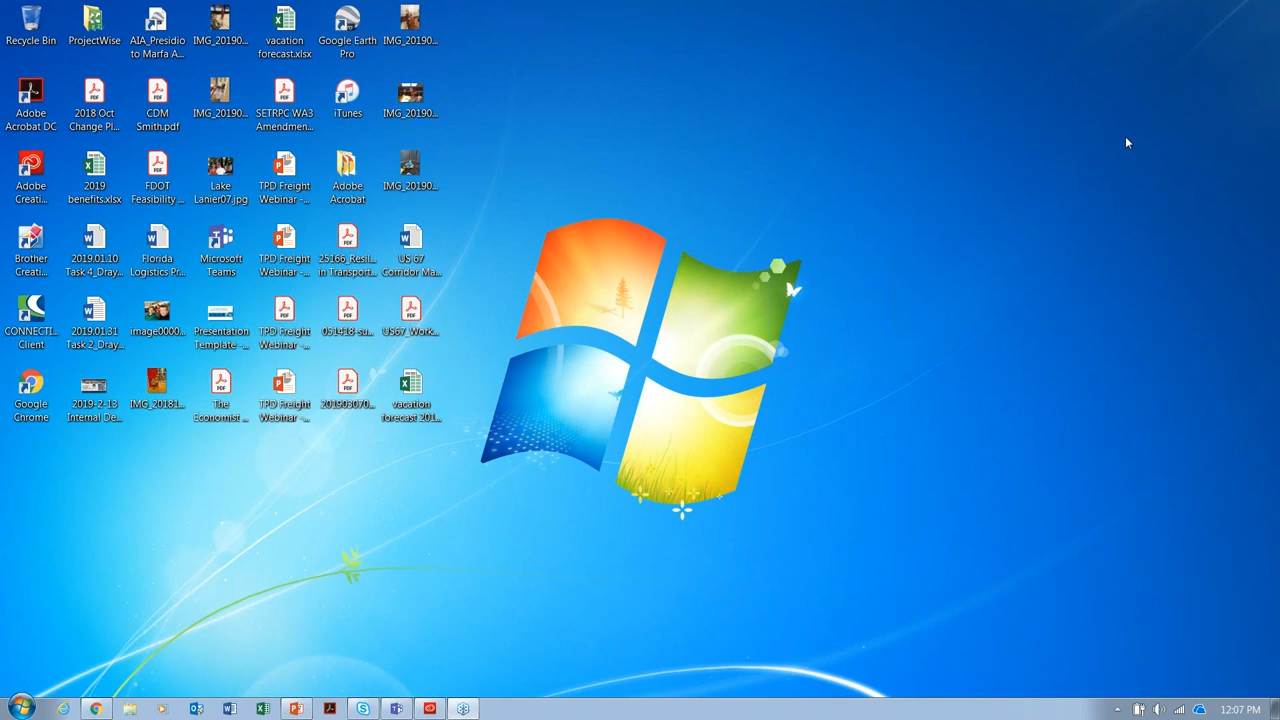 Recycle Bin
ProjectWise
AIA_Presidio
to Marfa A...
IMG_20190...
vacation
forecast.xlsx
Google Earth
Pro
IMG_20190...
Adobe
Acrobat DC
2018 Oct
Change Pl...
CDM
Smith.pdf
IMG_20190...
SETRPC WA3
Amendmen...
iTunes
IMG_20190...
Adobe
Creati...
2019
benefits.xlsx
FDOT
Feasibility ...
Lake
Lanier07.jpg
TPD Freight
Webinar -...
Adobe
Acrobat
IMG_20190...
Brother
Creati...
2019.01.10
Task 4_Dray...
Florida
Logistics Pr...
Microsoft
Teams
TPD Freight
Webinar -...
25166_Resil...
in Transport...
US 67
Corridor Ma...
CONNECTI...
Client
2019.01.31
Task 2_Dray...
image0000...
Presentation
Template -...
TPD Freight
Webinar -...
051418-su...
US67_Work...
Google
Chrome
2019-2-13
Internal De...
IMG_20181...
The
Economist ...
TPD Freight
Webinar -...
201903070...
vacation
forecast 201...
12:07 PM